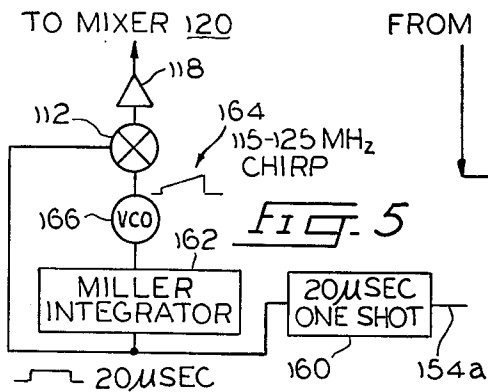 TO MIXER 120
FROM
118
112
164
115-125 MHz
CHIRP
166
VCO
FIG. 5
162
MILLER
INTEGRATOR
20μSEC
ONE SHOT
20μSEC
160
154a